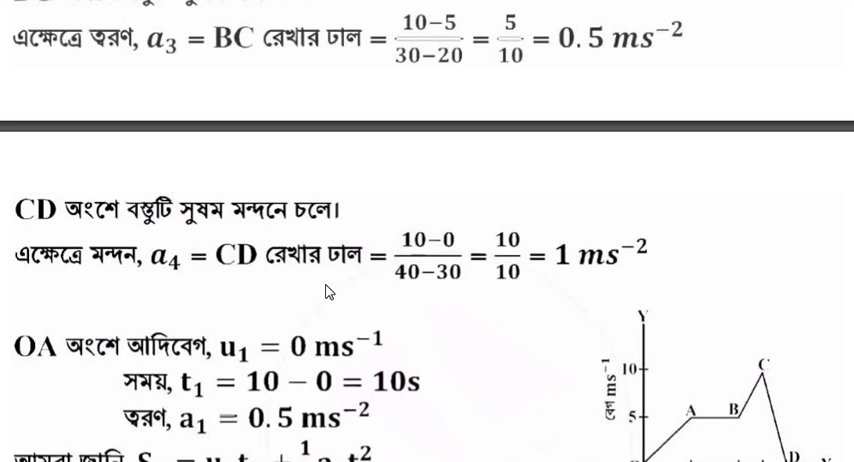 এক্ষেত্রে ত্বরণ, a₃ = BC রেখার ঢাল = 10−5/30−20 = 5/10 = 0.5 ms⁻²
CD অংশে বস্তুটি সুষম মন্দনে চলে।
এক্ষেত্রে মন্দন, a₄ = CD রেখার ঢাল = 10−0/40−30 = 10/10 = 1 ms⁻²
OA অংশে আদিবেগ, u₁ = 0 ms⁻¹
সময়, t₁ = 10 − 0 = 10s
ত্বরণ, a₁ = 0.5 ms⁻²
Y
বেগ ms⁻¹
10
5
A
B
C
D